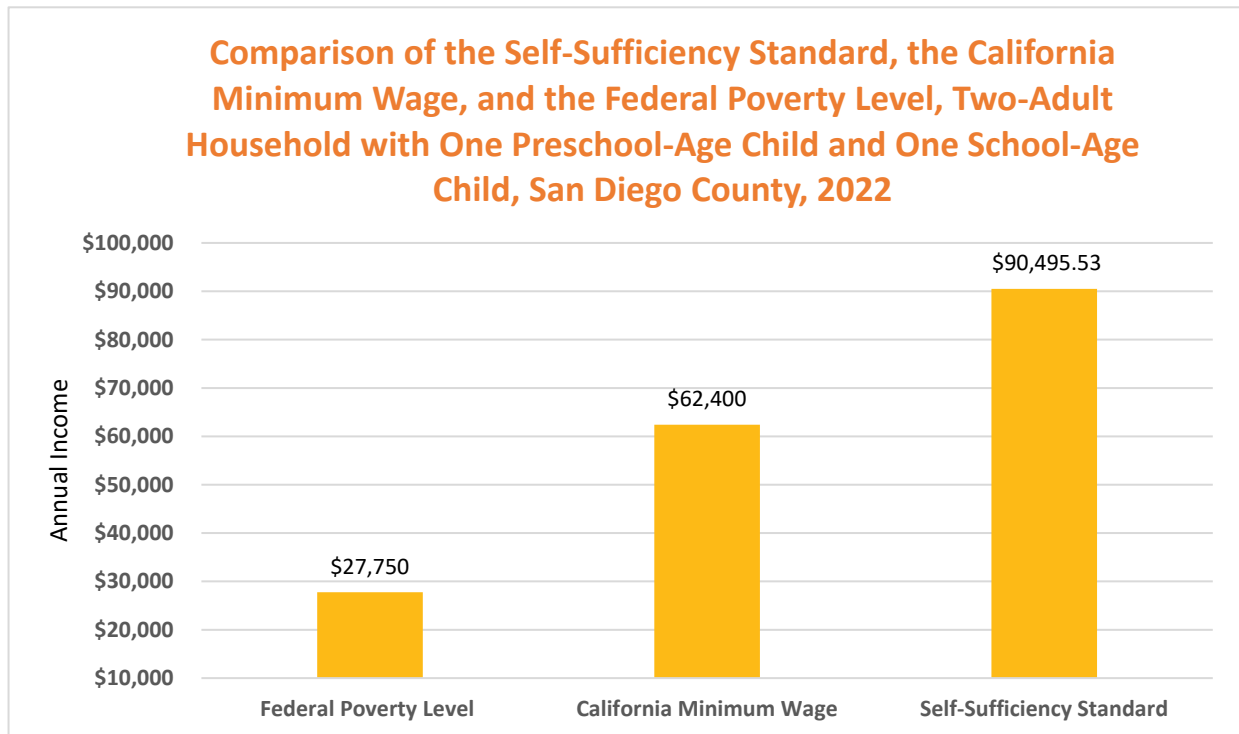 Comparison of the Self-Sufficiency Standard, the California
Minimum Wage, and the Federal Poverty Level, Two-Adult
Household with One Preschool-Age Child and One School-Age
Child, San Diego County, 2022
$100,000
$90,000
$80,000
$70,000
$60,000
$50,000
$40,000
$30,000
$20,000
$10,000
Annual Income
$27,750
$62,400
$90,495.53
Federal Poverty Level
California Minimum Wage
Self-Sufficiency Standard